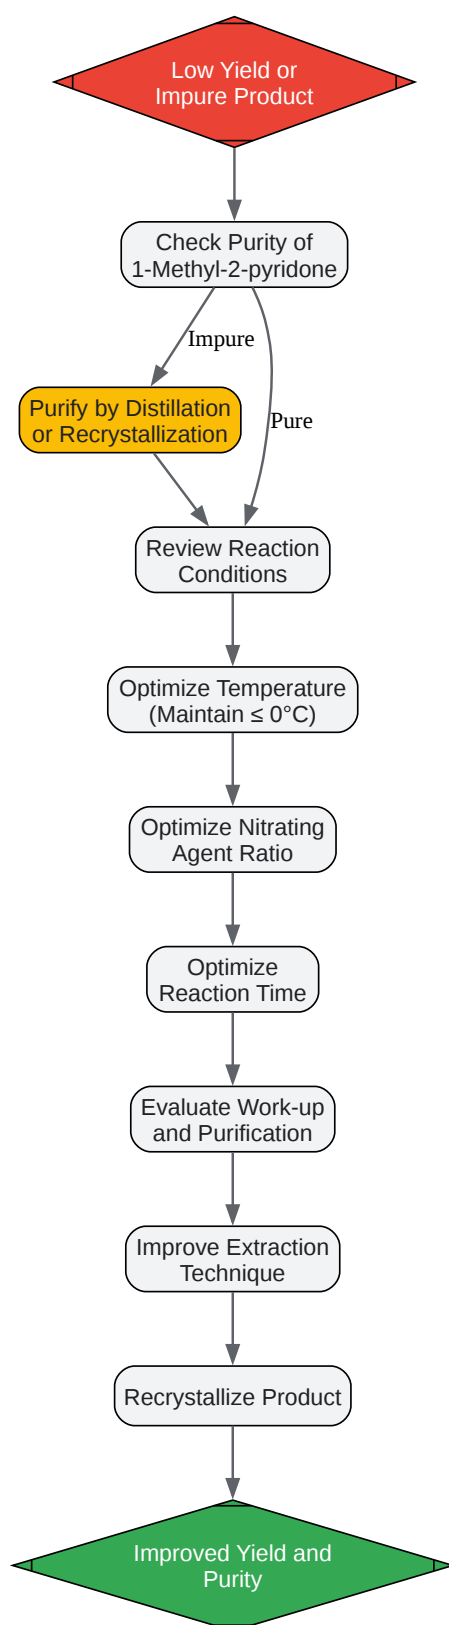 Low Yield or
Impure Product
Check Purity of
1-Methyl-2-pyridone
Impure
Purify by Distillation
or Recrystallization
Pure
Review Reaction
Conditions
Optimize Temperature
(Maintain ≤ 0°C)
Optimize Nitrating
Agent Ratio
Optimize
Reaction Time
Evaluate Work-up
and Purification
Improve Extraction
Technique
Recrystallize Product
Improved Yield and
Purity